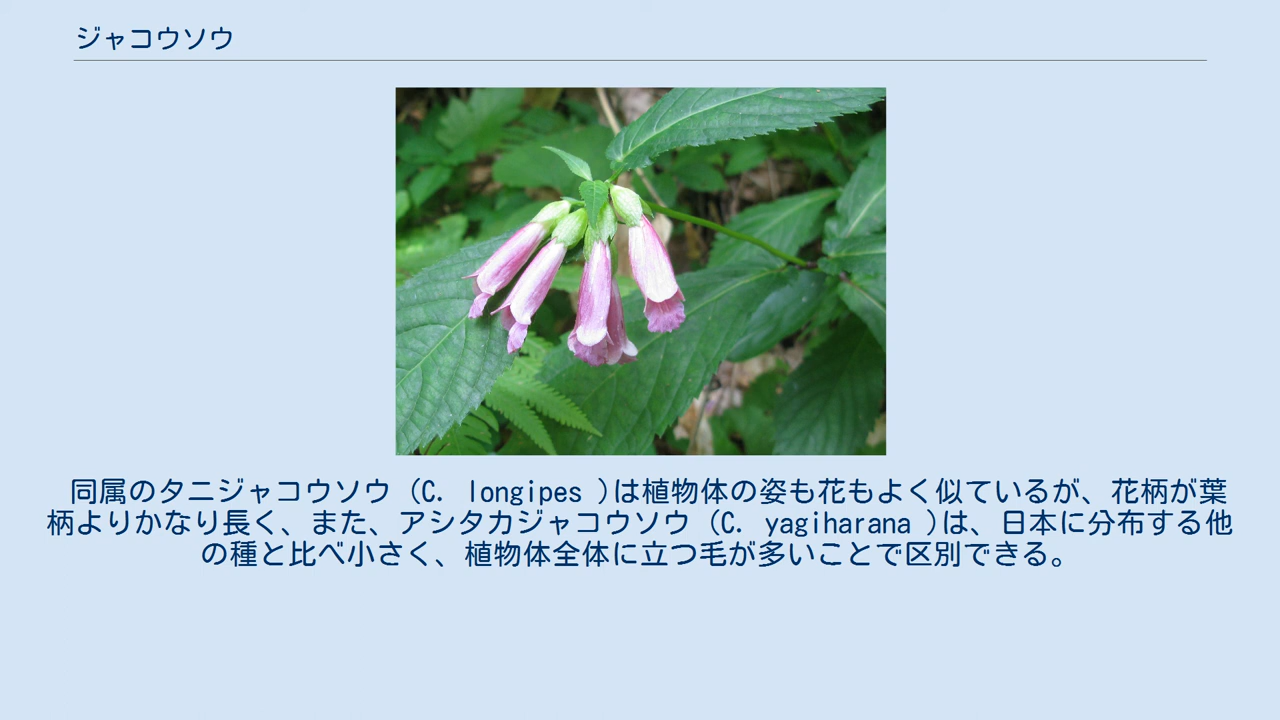 ジャコウソウ
同属のタニジャコウソウ (C. longipes )は植物体の姿も花もよく似ているが、花柄が葉
柄よりかなり長く、また、アシタカジャコウソウ (C. yagiharana )は、日本に分布する他
の種と比べ小さく、植物体全体に立つ毛が多いことで区別できる。